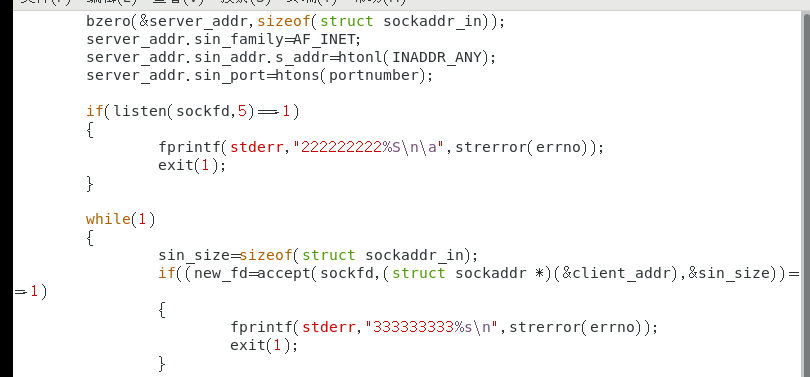 bzero(&server_addr,sizeof(struct sockaddr_in));
server_addr.sin_family=AF_INET;
server_addr.sin_addr.s_addr=htonl(INADDR_ANY);
server_addr.sin_port=htons(portnumber);
if(listen(sockfd,5)==-1)
{
fprintf(stderr,"222222222%S\n\a",strerror(errno));
exit(1);
}
while(1)
{
sin_size=sizeof(struct sockaddr_in);
if((new_fd=accept(sockfd,(struct sockaddr *)(&client_addr),&sin_size))=
=-1)
{
fprintf(stderr,"333333333%s\n",strerror(errno));
exit(1);
}